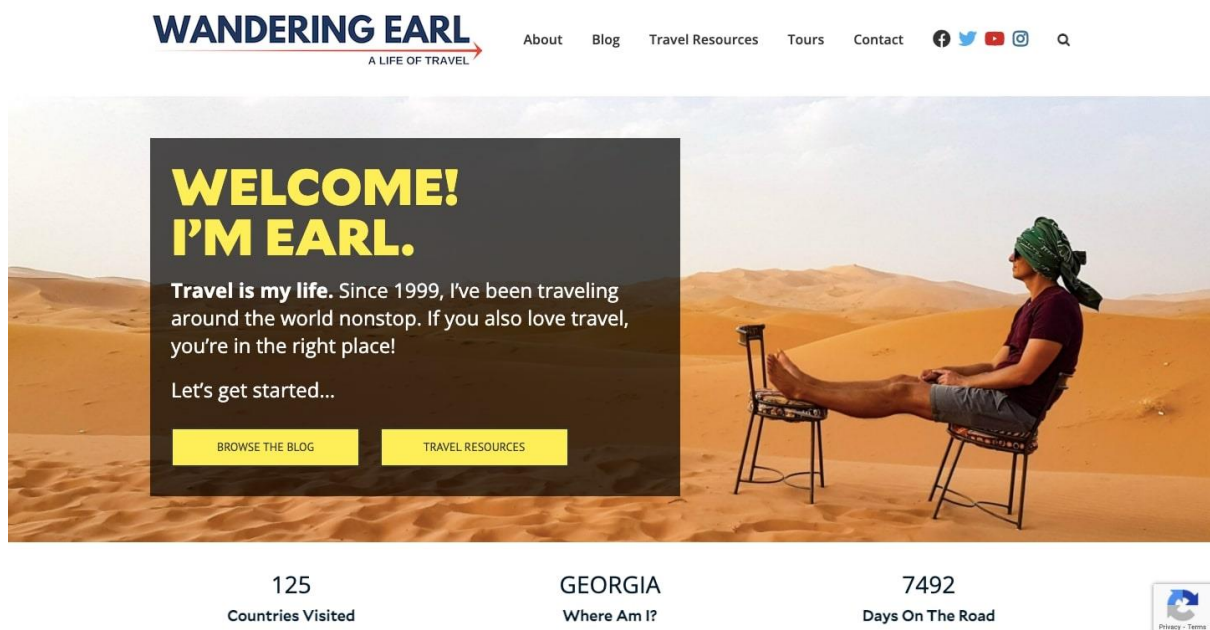 WANDERING EARL
A LIFE OF TRAVEL
About Blog Travel Resources Tours Contact
WELCOME!
I'M EARL.
Travel is my life. Since 1999, I've been traveling
around the world nonstop. If you also love travel,
you're in the right place!
Let's get started...
BROWSE THE BLOG TRAVEL RESOURCES
125 GEORGIA 7492
Countries Visited Where Am I? Days On The Road
Privacy - Terms